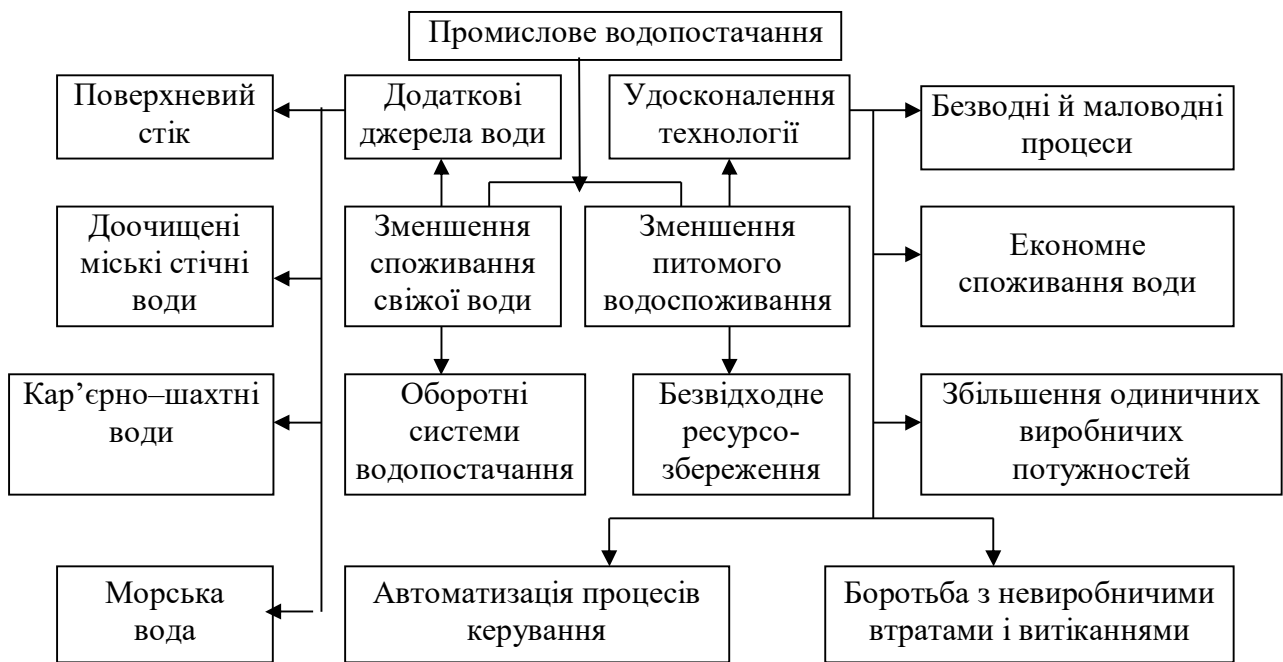 Промислове водопостачання
Поверхневий
стік
Додаткові
джерела води
Удосконалення
технології
Безводні й маловодні
процеси
Доочищені
міські стічні
води
Зменшення
споживання
свіжої води
Зменшення
питомого
водоспоживання
Економне
споживання води
Кар’єрно–шахтні
води
Оборотні
системи
водопостачання
Безвідходне
ресурсо-
збереження
Збільшення одиничних
виробничих
потужностей
Морська
вода
Автоматизація процесів
керування
Боротьба з невиробничими
втратами і витіканнями